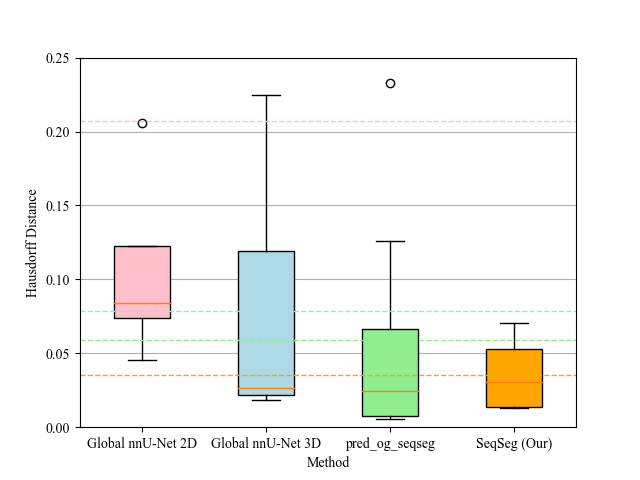 0.25
0.20
0.15
0.10
0.05
0.00
Hausdorff Distance
Global nnU-Net 2D
Global nnU-Net 3D
pred_og_seqseg
SeqSeg (Our)
Method